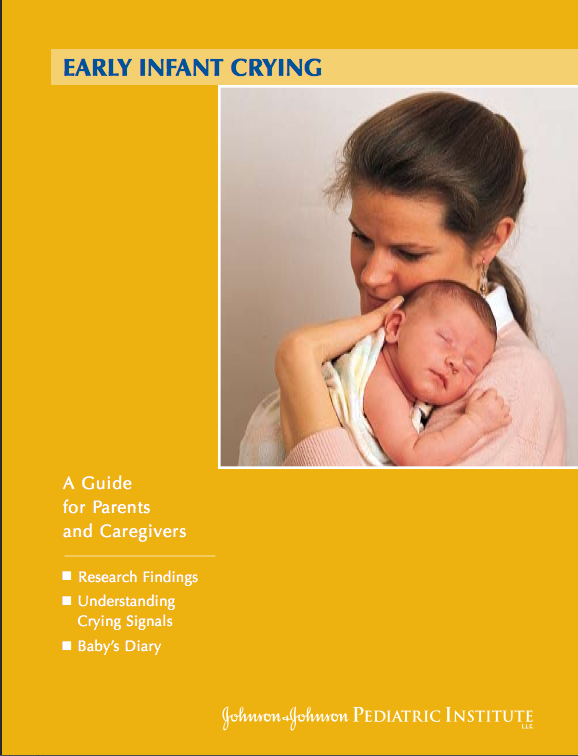 EARLY INFANT CRYING
A Guide
for Parents
and Caregivers
Research Findings
Understanding
Crying Signals
Baby's Diary
Johnson & Johnson PEDIATRIC INSTITUTE
LLC